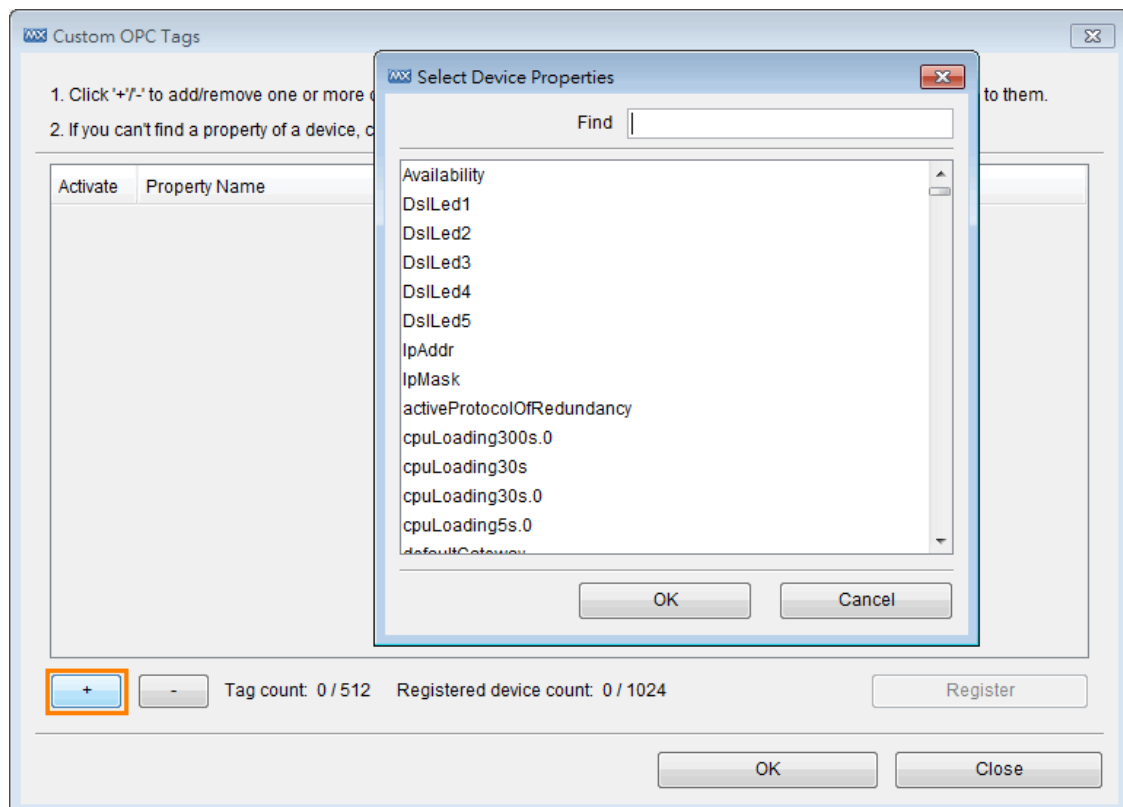 MX Custom OPC Tags
1. Click '+'/'-' to add/remove one or more to them.
2. If you can't find a property of a device,
Activate Property Name
MX Select Device Properties
Find
Availability
DslLed1
DslLed2
DslLed3
DslLed4
DslLed5
IpAddr
IpMask
activeProtocolOfRedundancy
cpuLoading300s.0
cpuLoading30s
cpuLoading30s.0
cpuLoading5s.0
defaultGateway
OK Cancel
+ - Tag count: 0 / 512 Registered device count: 0 / 1024 Register
OK Close